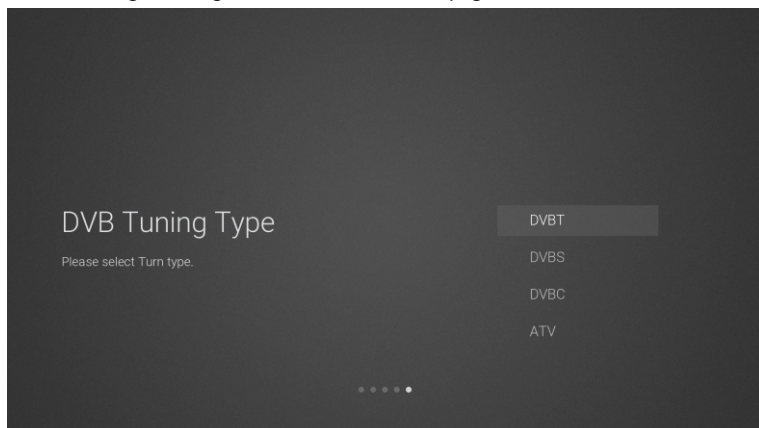 DVB Tuning Type
Please select Turn type.
DVBT
DVBS
DVBC
ATV